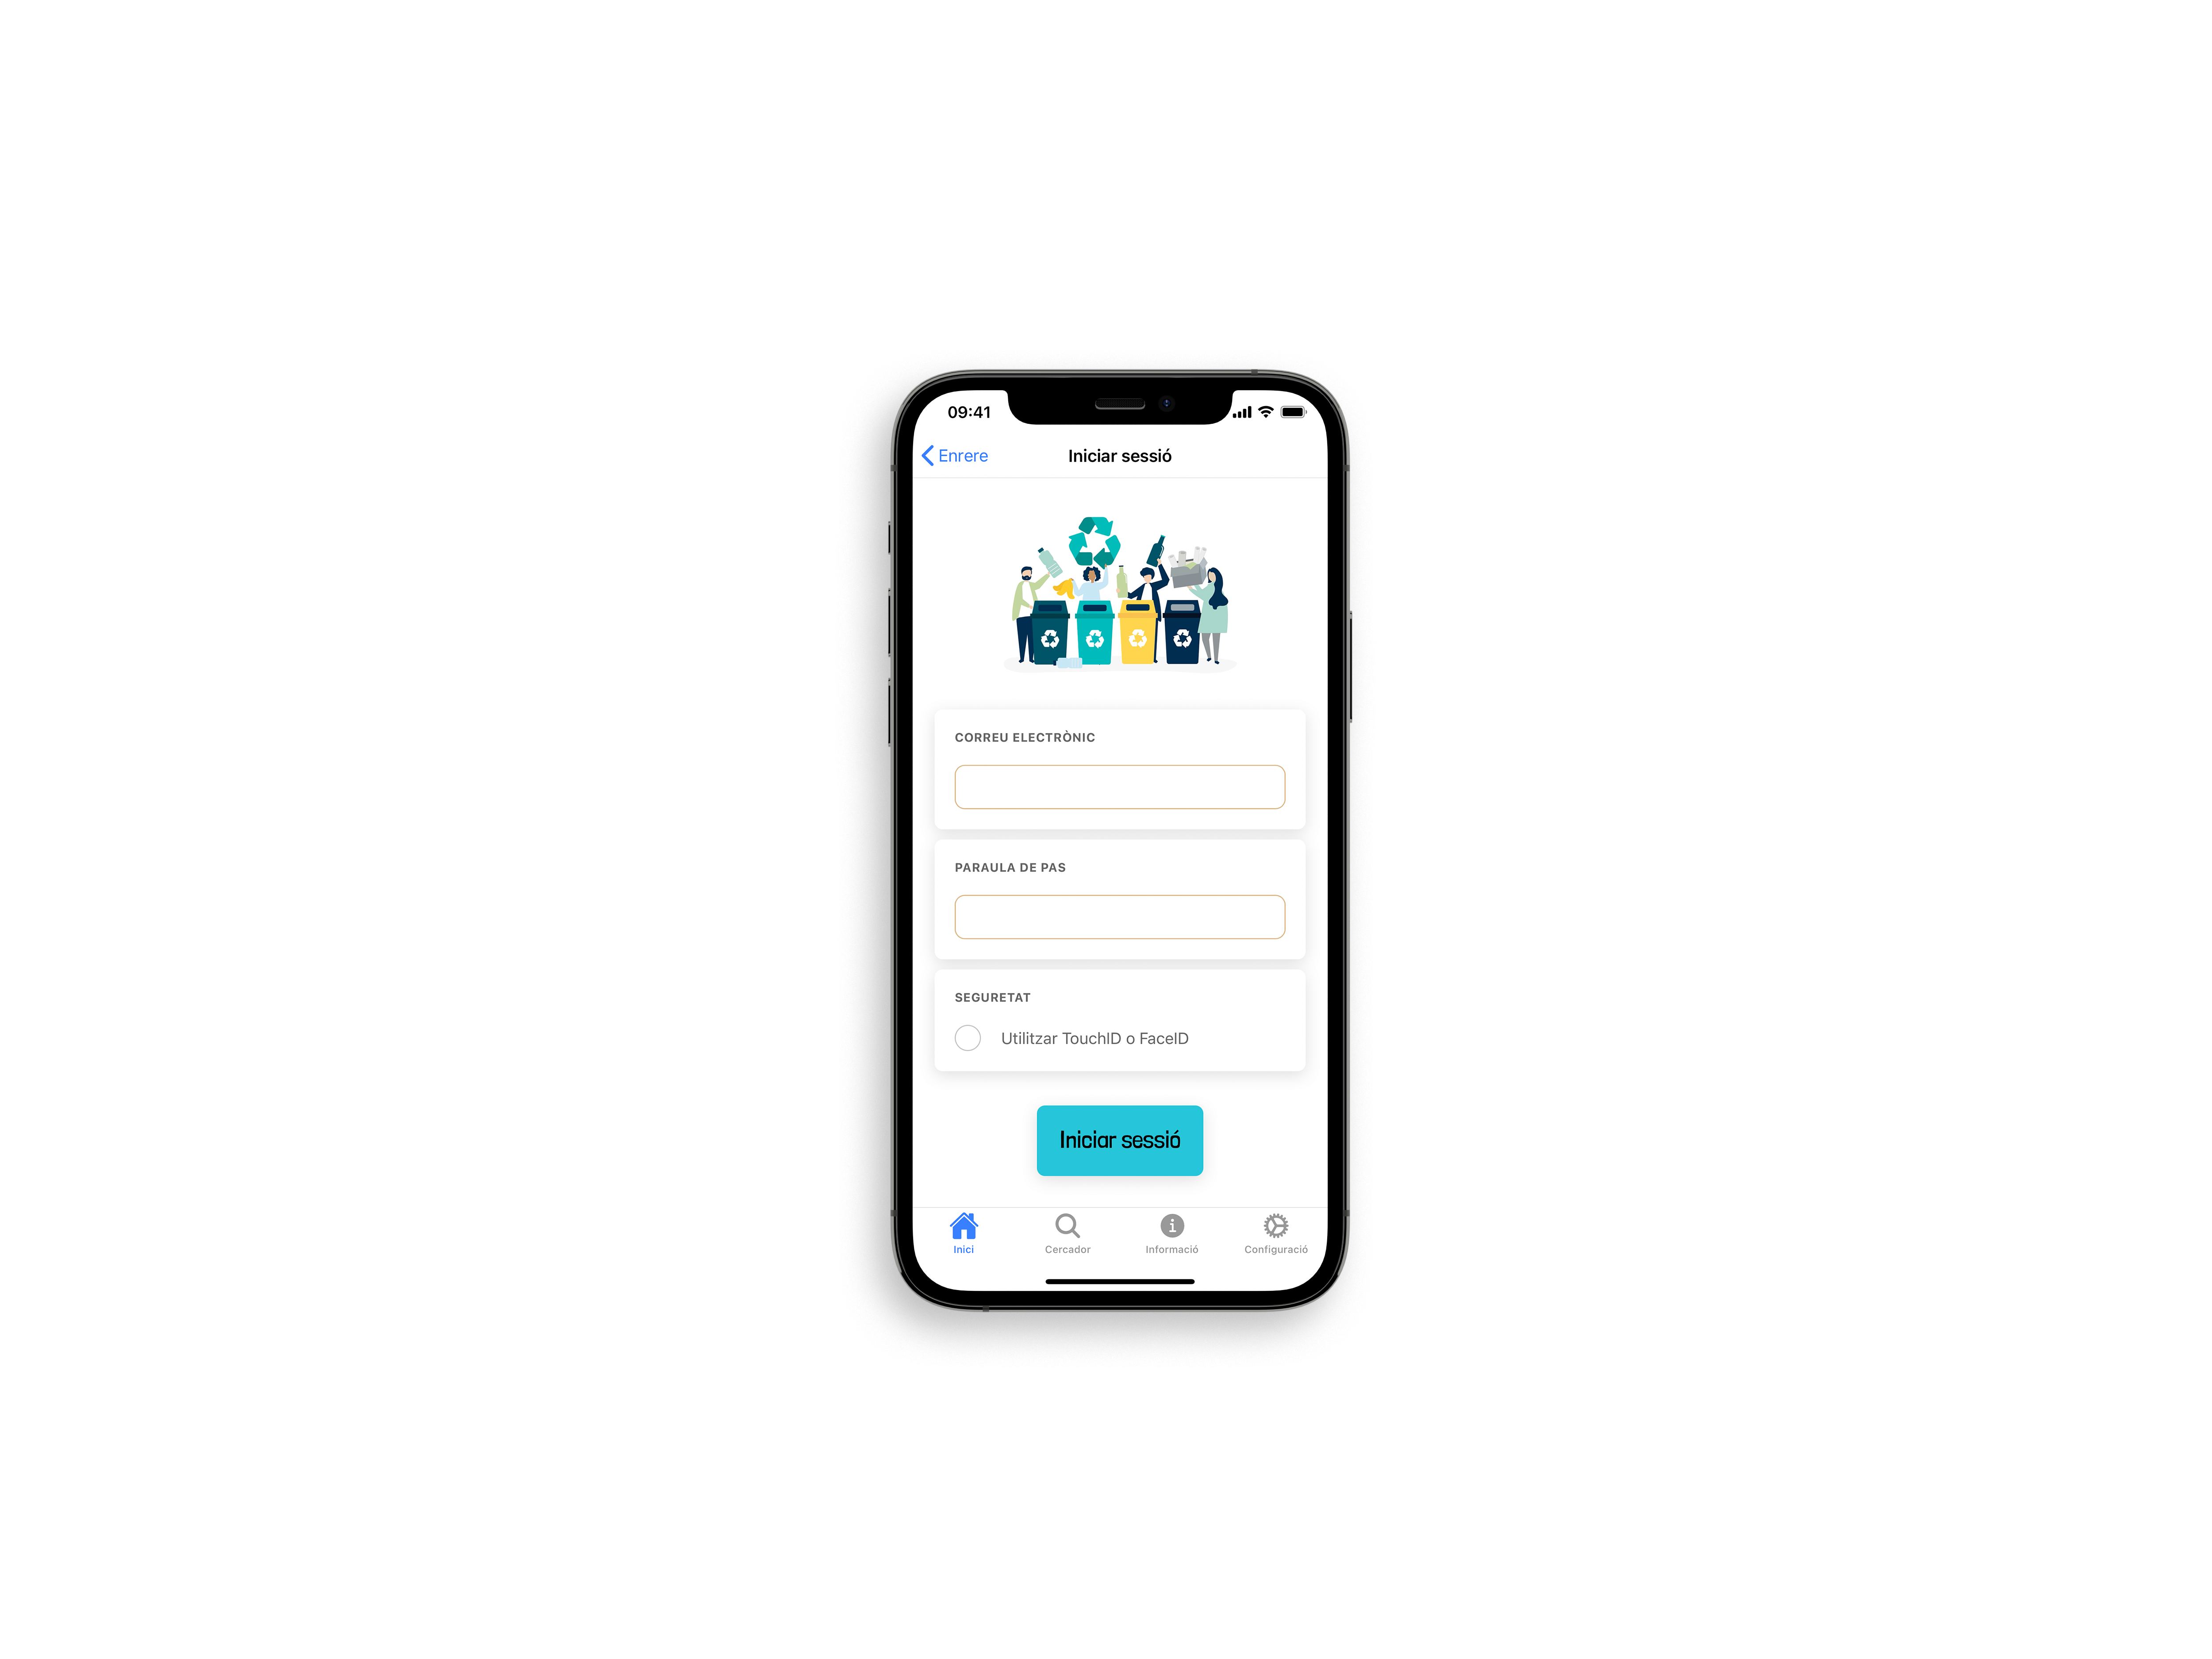 09:41
Enrere
Iniciar sessió
CORREU ELECTRÒNIC
PARAULA DE PAS
SEGURETAT
Utilitzar TouchID o FaceID
Iniciar sessió
Inici
Cercador
Informació
Configuració